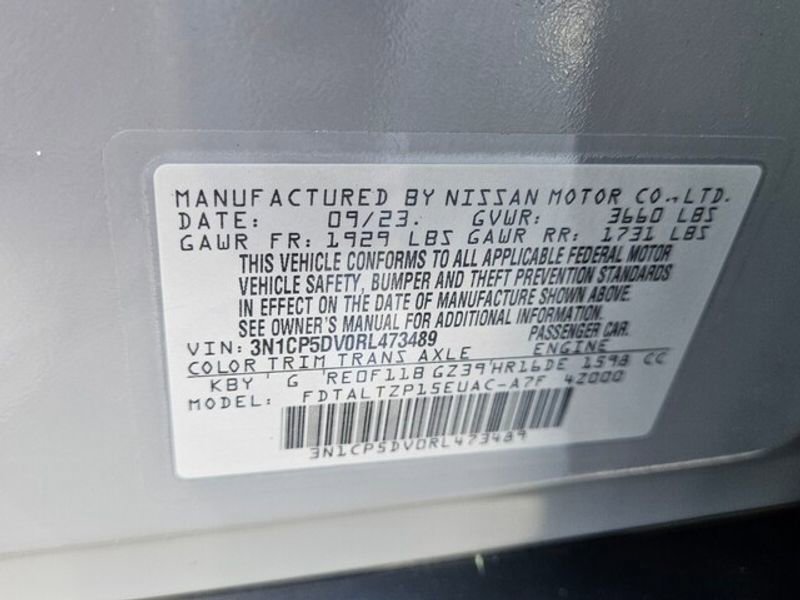 MANUFACTURED BY NISSAN MOTOR CO.,LTD.
DATE: 09/23. GVWR: 3660 LBS
GAWR FR: 1929 LBS GAWR RR: 1731 LBS
THIS VEHICLE CONFORMS TO ALL APPLICABLE FEDERAL MOTOR
VEHICLE SAFETY, BUMPER AND THEFT PREVENTION STANDARDS
IN EFFECT ON THE DATE OF MANUFACTURE SHOWN ABOVE.
SEE OWNER'S MANUAL FOR ADDITIONAL INFORMATION.
VIN: 3N1CP5DV0RL473489 PASSENGER CAR.
COLOR TRIM TRANS AXLE ENGINE
KBY G RE0F11B GZ39 HR16DE 1598 CC
MODEL: FDTALTZP15EUAC-A7F 4Z000
3N1CP5DV0RL473489